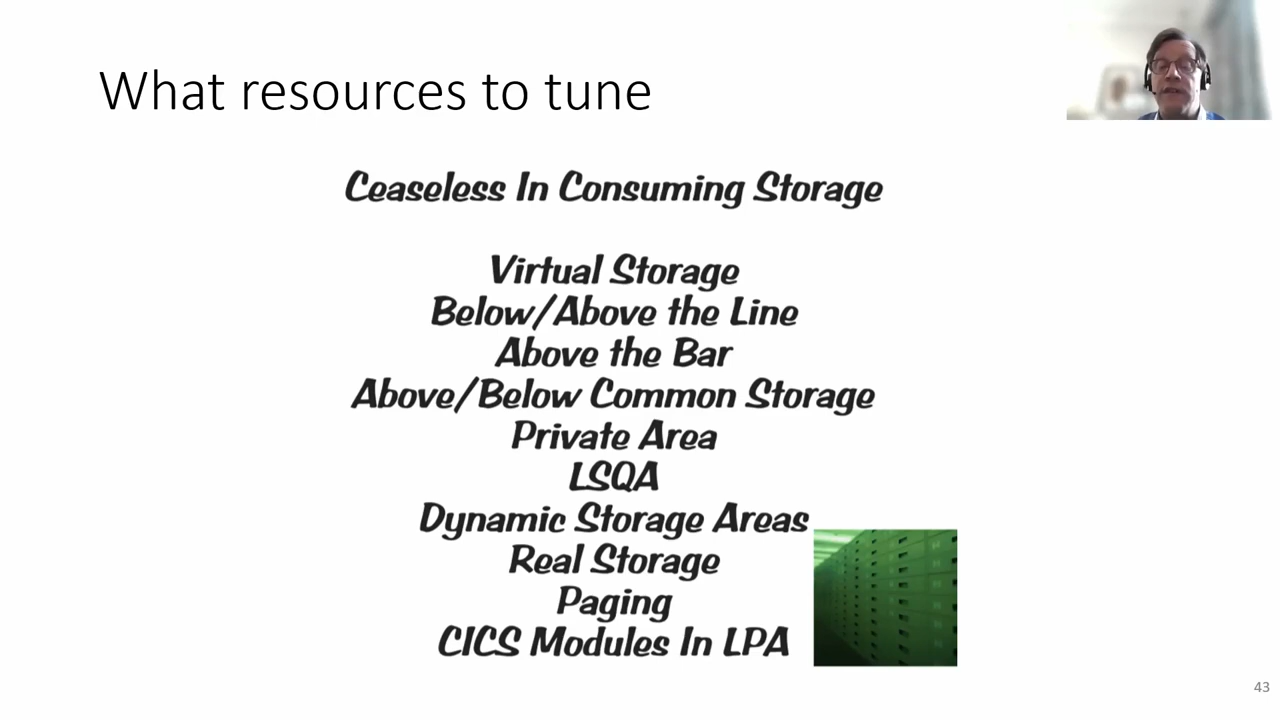 What resources to tune
Ceaseless In Consuming Storage
Virtual Storage
Below/Above the Line
Above the Bar
Above/Below Common Storage
Private Area
LSQA
Dynamic Storage Areas
Real Storage
Paging
CICS Modules In LPA
43